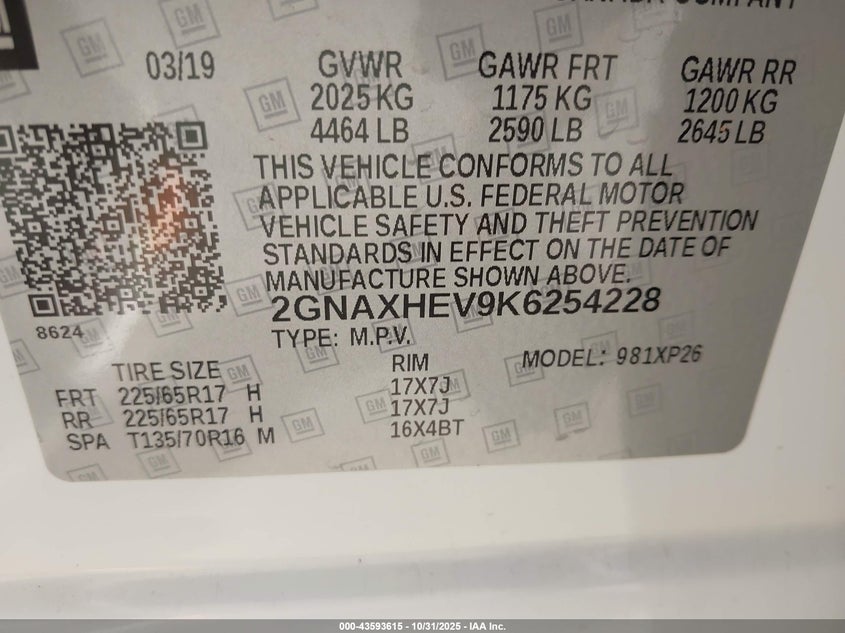 CANADA COMPANY
03/19 GVWR GAWR FRT GAWR RR
2025 KG 1175 KG 1200 KG
4464 LB 2590 LB 2645 LB
THIS VEHICLE CONFORMS TO ALL
APPLICABLE U.S. FEDERAL MOTOR
VEHICLE SAFETY AND THEFT PREVENTION
STANDARDS IN EFFECT ON THE DATE OF
MANUFACTURE SHOWN ABOVE.
2GNAXHEV9K6254228
8624
TYPE: M.P.V. MODEL: 981XP26
TIRE SIZE RIM
FRT 225/65R17 H 17X7J
RR 225/65R17 H 17X7J
SPA T135/70R16 M 16X4BT
000-43593615 - 10/31/2025 - IAA Inc.